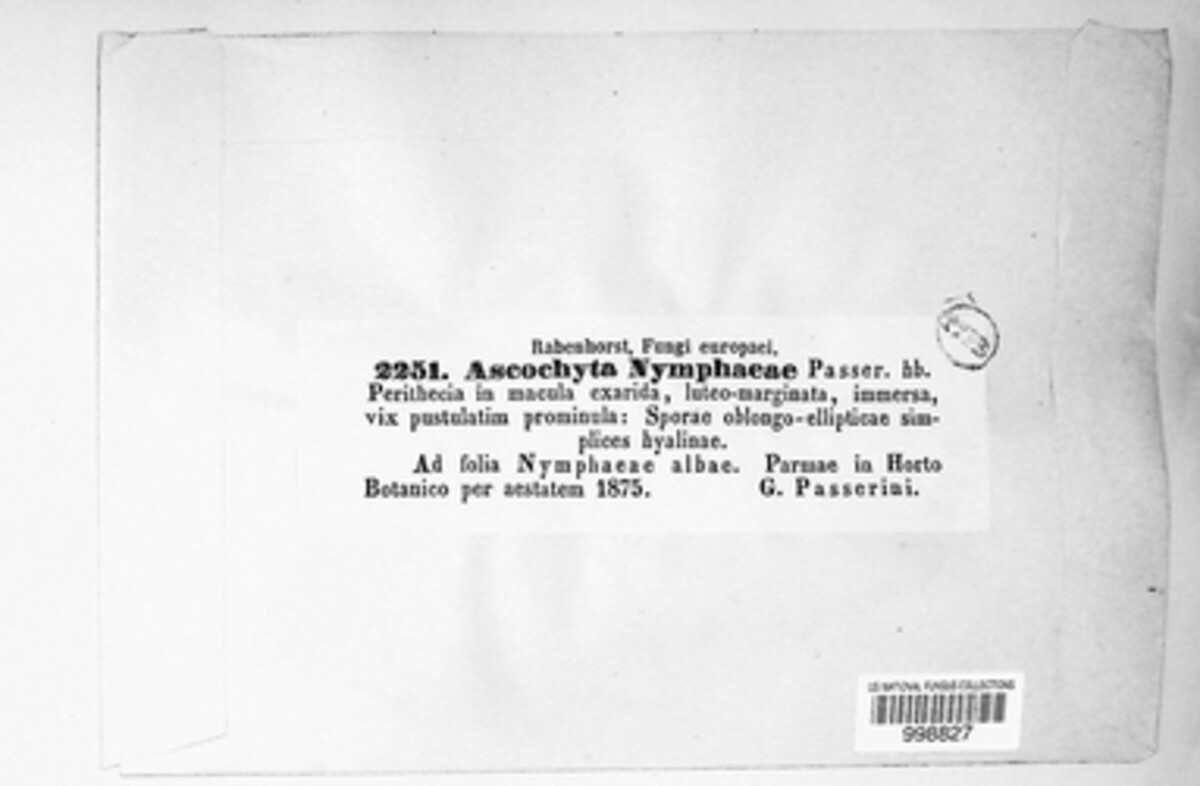 Rabenhorst, Fungi europaei.
2251. Ascochyta Nymphaeae Passer. hb.
Perithecia in macula exarida, luteo-marginata, immersa,
vix pustulatim prominula: Sporae oblongo-ellipticae sim-
plices hyalinae.
Ad folia Nymphaeae albae. Parmae in Horto
Botanico per aestatem 1875. G. Passerini.
US NATIONAL FUNGUS COLLECTIONS
998827